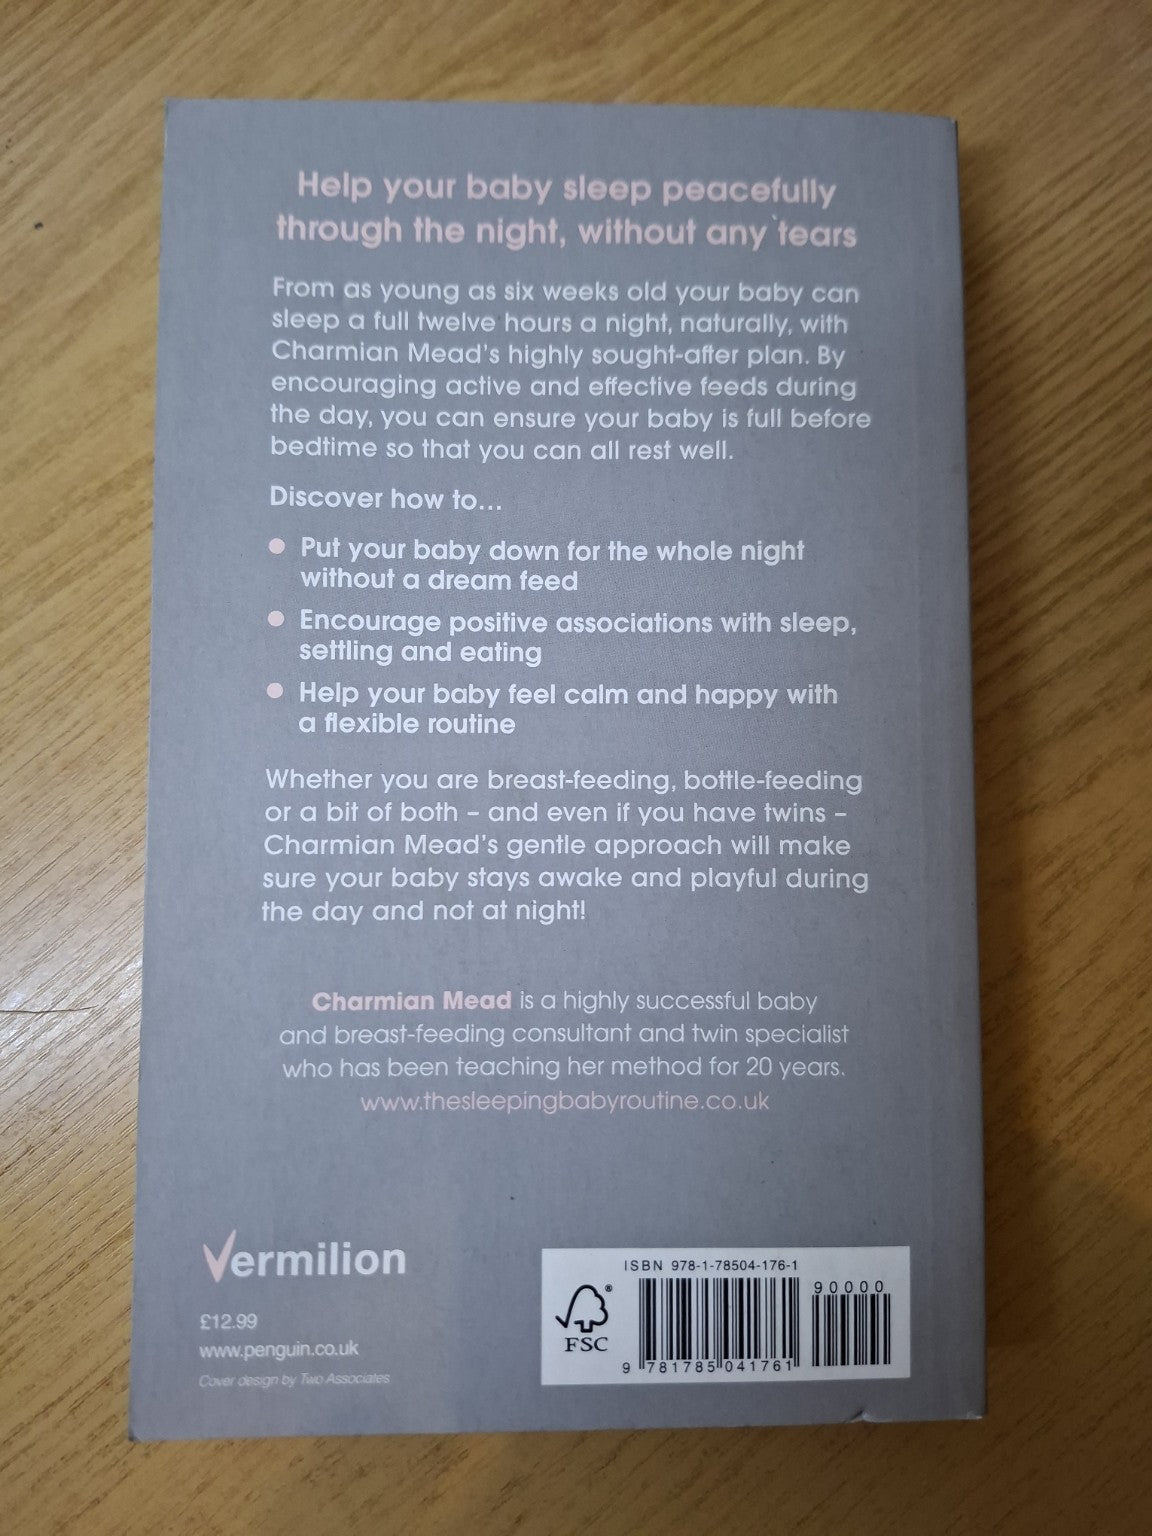 Help your baby sleep peacefully
through the night, without any tears
From as young as six weeks old your baby can
sleep a full twelve hours a night, naturally, with
Charmian Mead's highly sought-after plan. By
encouraging active and effective feeds during
the day, you can ensure your baby is full before
bedtime so that you can all rest well.
Discover how to...
Put your baby down for the whole night
without a dream feed
Encourage positive associations with sleep,
settling and eating
Help your baby feel calm and happy with
a flexible routine
Whether you are breast-feeding, bottle-feeding
or a bit of both – and even if you have twins –
Charmian Mead's gentle approach will make
sure your baby stays awake and playful during
the day and not at night!
Charmian Mead is a highly successful baby
and breast-feeding consultant and twin specialist
who has been teaching her method for 20 years.
www.thesleepingbabyroutine.co.uk
Vermilion
£12.99
www.penguin.co.uk
Cover design by Two Associates
FSC
®
ISBN 978-1-78504-176-1
90000
9 781785 041761